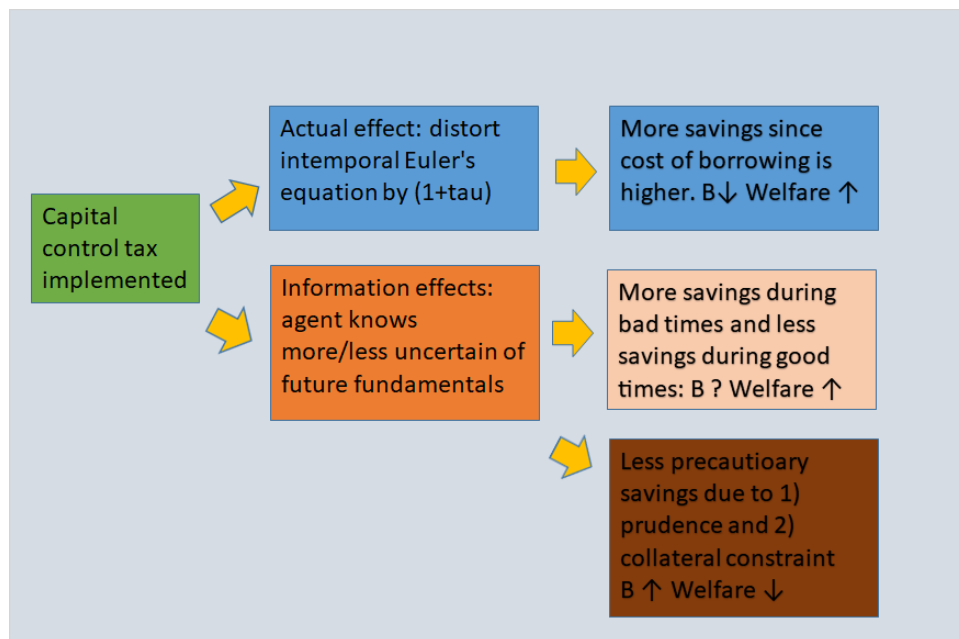 Capital
control tax
implemented
Actual effect: distort
intemporal Euler's
equation by (1+tau)
More savings since
cost of borrowing is
higher. B↓ Welfare ↑
Information effects:
agent knows
more/less uncertain of
future fundamentals
More savings during
bad times and less
savings during good
times: B ? Welfare ↑
Less precautioary
savings due to 1)
prudence and 2)
collateral constraint
B ↑ Welfare ↓